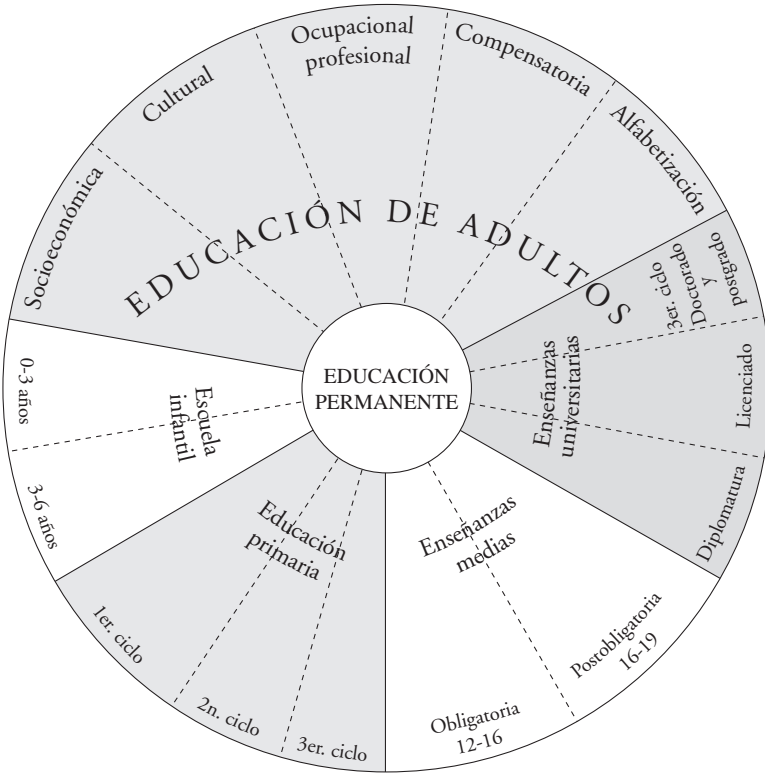 Socioeconómica
Cultural
Ocupacional
profesional
Compensatoria
Alfabetización
EDUCACIÓN DE ADULTOS
3er. ciclo
Doctorado
y
postgrado
Licenciado
Diplomatura
Enseñanzas
universitarias
EDUCACIÓN
PERMANENTE
0-3 años
3-6 años
Escuela
infantil
Educación
primaria
1er. ciclo
2n. ciclo
3er. ciclo
Enseñanzas
medias
Obligatoria
12-16
Postobligatoria
16-19